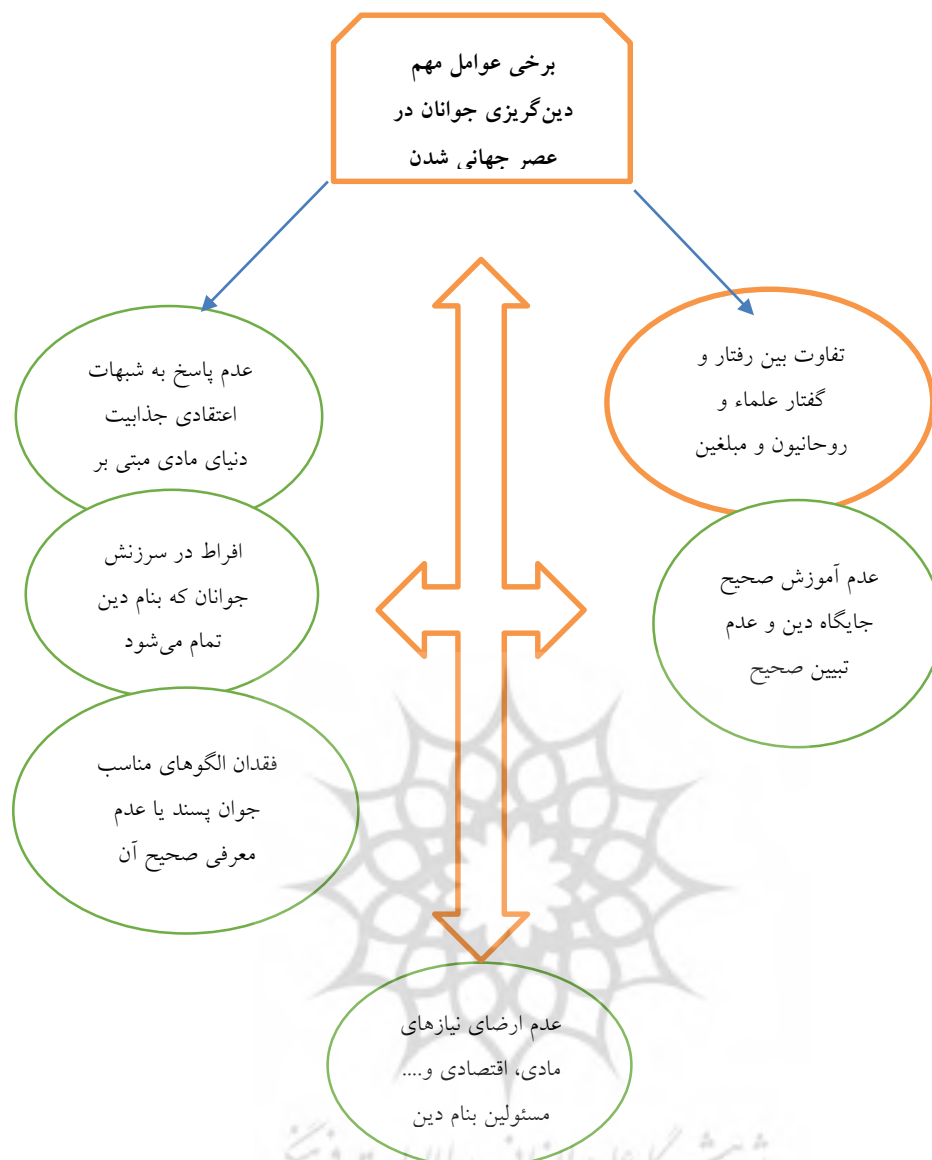 برخی عوامل مهم
دین‌گریزی جوانان در
عصر جهانی شدن
تفاوت بین رفتار و
گفتار علماء و
روحانیون و مبلغین
عدم آموزش صحیح
جایگاه دین و عدم
تبیین صحیح
عدم پاسخ به شبهات
اعتقادی جذابیت
دنیای مادی مبتی بر
افراط در سرزنش
جوانان که بنام دین
تمام می‌شود
فقدان الگوهای مناسب
جوان پسند یا عدم
معرفی صحیح آن
عدم ارضای نیازهای
مادی، اقتصادی و....
مسئولین بنام دین